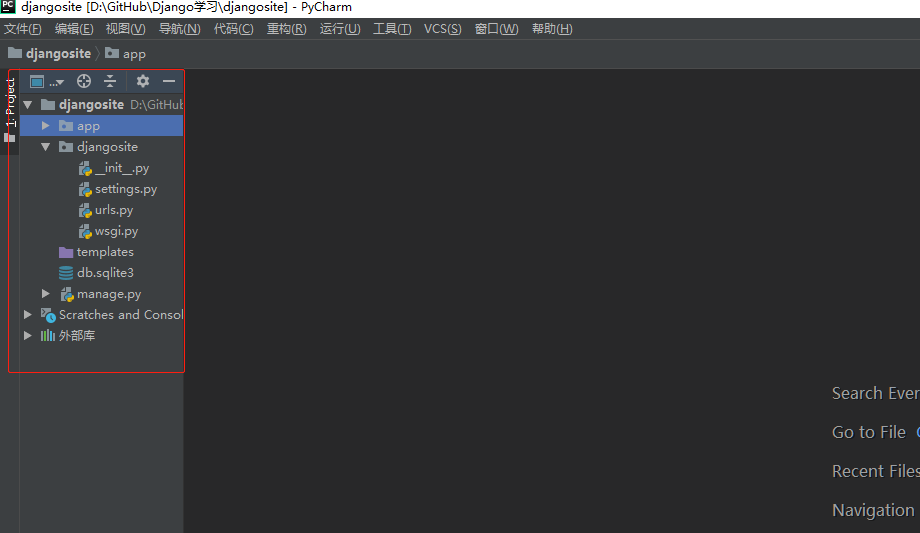 PC djangosite [D:\GitHub\Django学习\djangosite] - PyCharm
文件(F) 编辑(E) 视图(V) 导航(N) 代码(C) 重构(R) 运行(U) 工具(T) VCS(S) 窗口(W) 帮助(H)
djangosite app
1: Project
...
djangosite D:\GitHub
app
djangosite
__init__.py
settings.py
urls.py
wsgi.py
templates
db.sqlite3
manage.py
Scratches and Consol
外部库
Search Ever
Go to File
Recent Files
Navigation